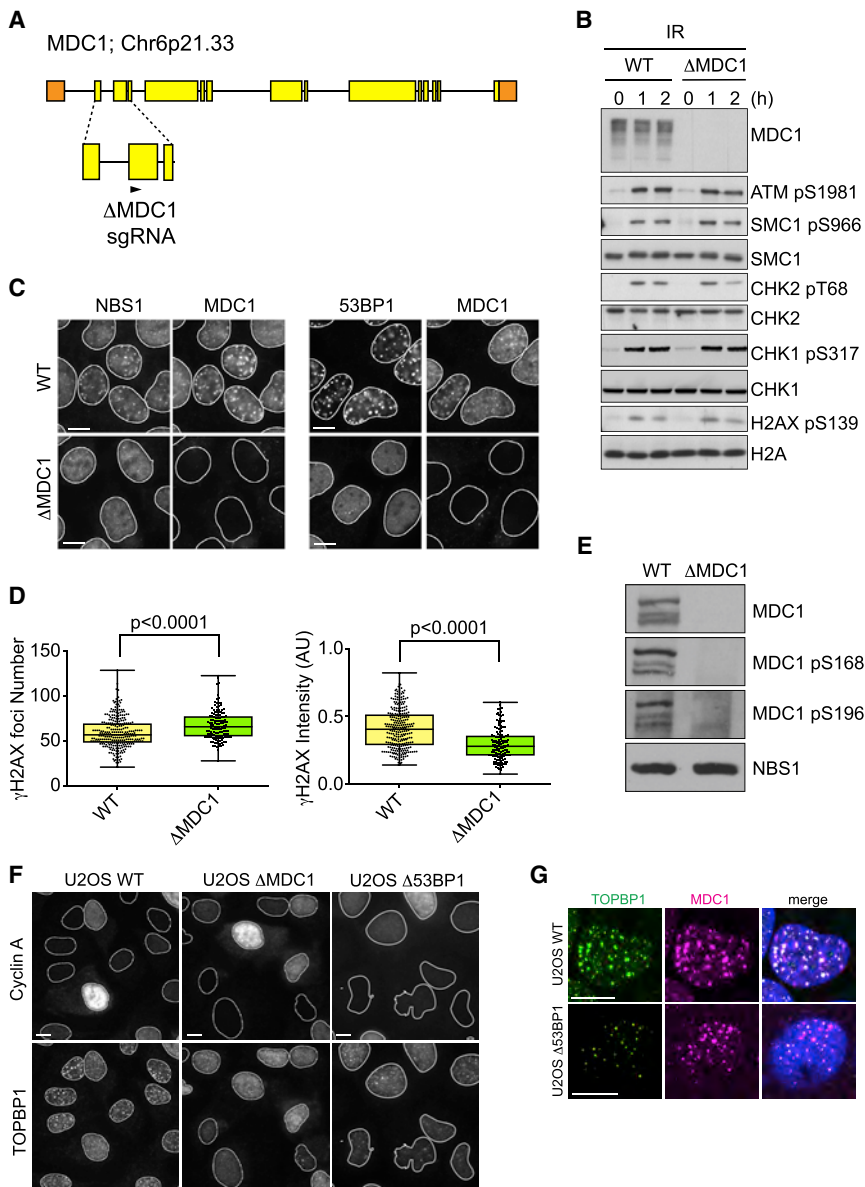 A
MDC1; Chr6p21.33
ΔMDC1
sgRNA
B
IR
WT ΔMDC1
0 1 2 0 1 2 (h)
MDC1
ATM pS1981
SMC1 pS966
SMC1
CHK2 pT68
CHK2
CHK1 pS317
CHK1
H2AX pS139
H2A
C
NBS1 MDC1 53BP1 MDC1
WT
ΔMDC1
D
p<0.0001
γH2AX foci Number
150
100
50
0
WT ΔMDC1
p<0.0001
γH2AX Intensity (AU)
1.0
0.5
0.0
WT ΔMDC1
E
WT ΔMDC1
MDC1
MDC1 pS168
MDC1 pS196
NBS1
F
U2OS WT U2OS ΔMDC1 U2OS Δ53BP1
Cyclin A
TOPBP1
G
TOPBP1 MDC1 merge
U2OS WT
U2OS Δ53BP1